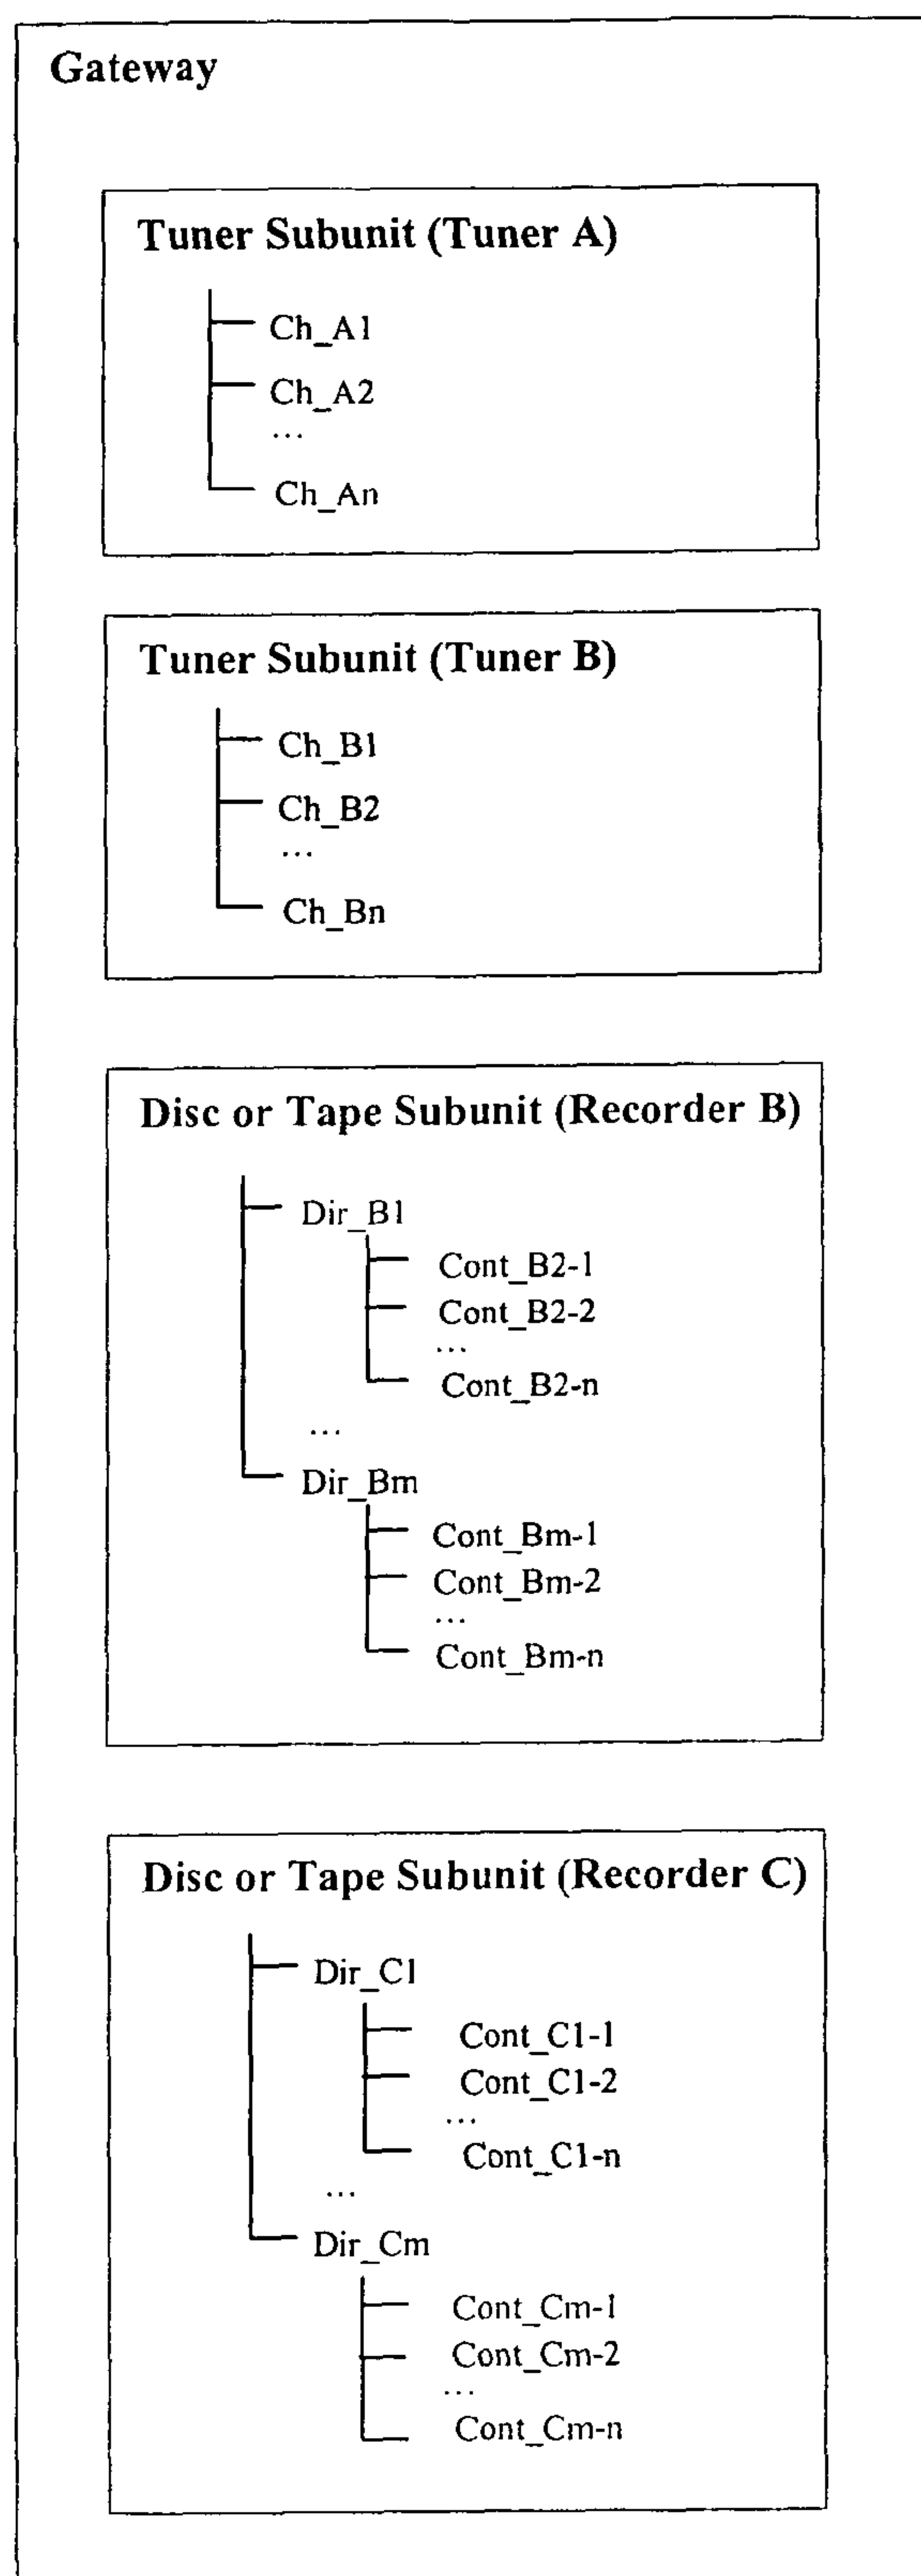 Gateway
Tuner Subunit (Tuner A)
Ch_A1
Ch_A2
...
Ch_An
Tuner Subunit (Tuner B)
Ch_B1
Ch_B2
...
Ch_Bn
Disc or Tape Subunit (Recorder B)
Dir_B1
Cont_B2-1
Cont_B2-2
...
Cont_B2-n
...
Dir_Bm
Cont_Bm-1
Cont_Bm-2
...
Cont_Bm-n
Disc or Tape Subunit (Recorder C)
Dir_C1
Cont_C1-1
Cont_C1-2
...
Cont_C1-n
...
Dir_Cm
Cont_Cm-1
Cont_Cm-2
...
Cont_Cm-n